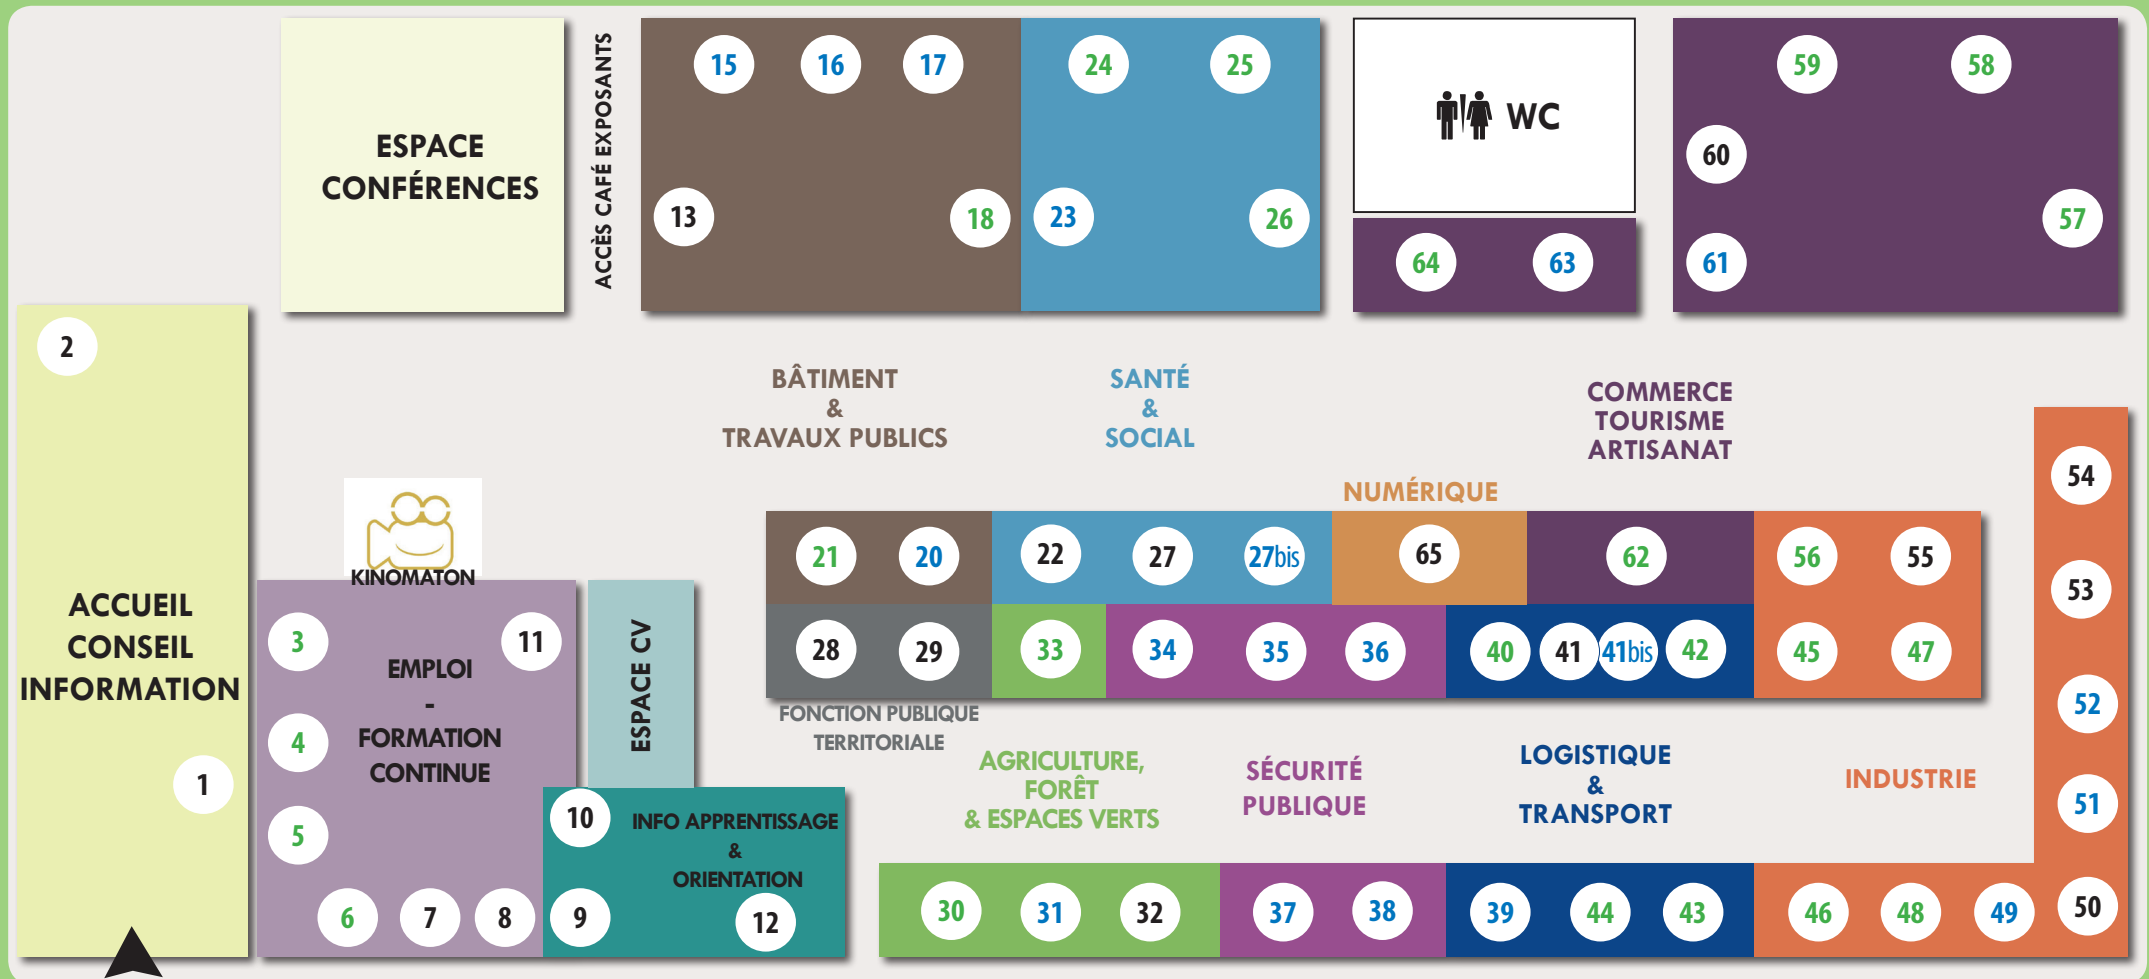 15 16 17 24 25 59 58
ESPACE
CONFÉRENCES
ACCÈS CAFÉ EXPOSANTS
WC
60
13 18 23 26 57
64 63 61
2
BÂTIMENT
&
TRAVAUX PUBLICS
SANTÉ
&
SOCIAL
COMMERCE
TOURISME
ARTISANAT
NUMÉRIQUE
54
KINOMATON
21 20 22 27 27bis 65 62 56 55
53
ACCUEIL
CONSEIL
INFORMATION
1
3 11
EMPLOI
-
FORMATION
CONTINUE
4
5
6 7 8
ESPACE CV
28 29 33 34 35 36 40 41 41bis 42 45 47
52
FONCTION PUBLIQUE
TERRITORIALE
AGRICULTURE,
FORÊT
& ESPACES VERTS
SÉCURITÉ
PUBLIQUE
LOGISTIQUE
&
TRANSPORT
INDUSTRIE
51
10
INFO APPRENTISSAGE
&
ORIENTATION
9 12
30 31 32 37 38 39 44 43 46 48 49 50